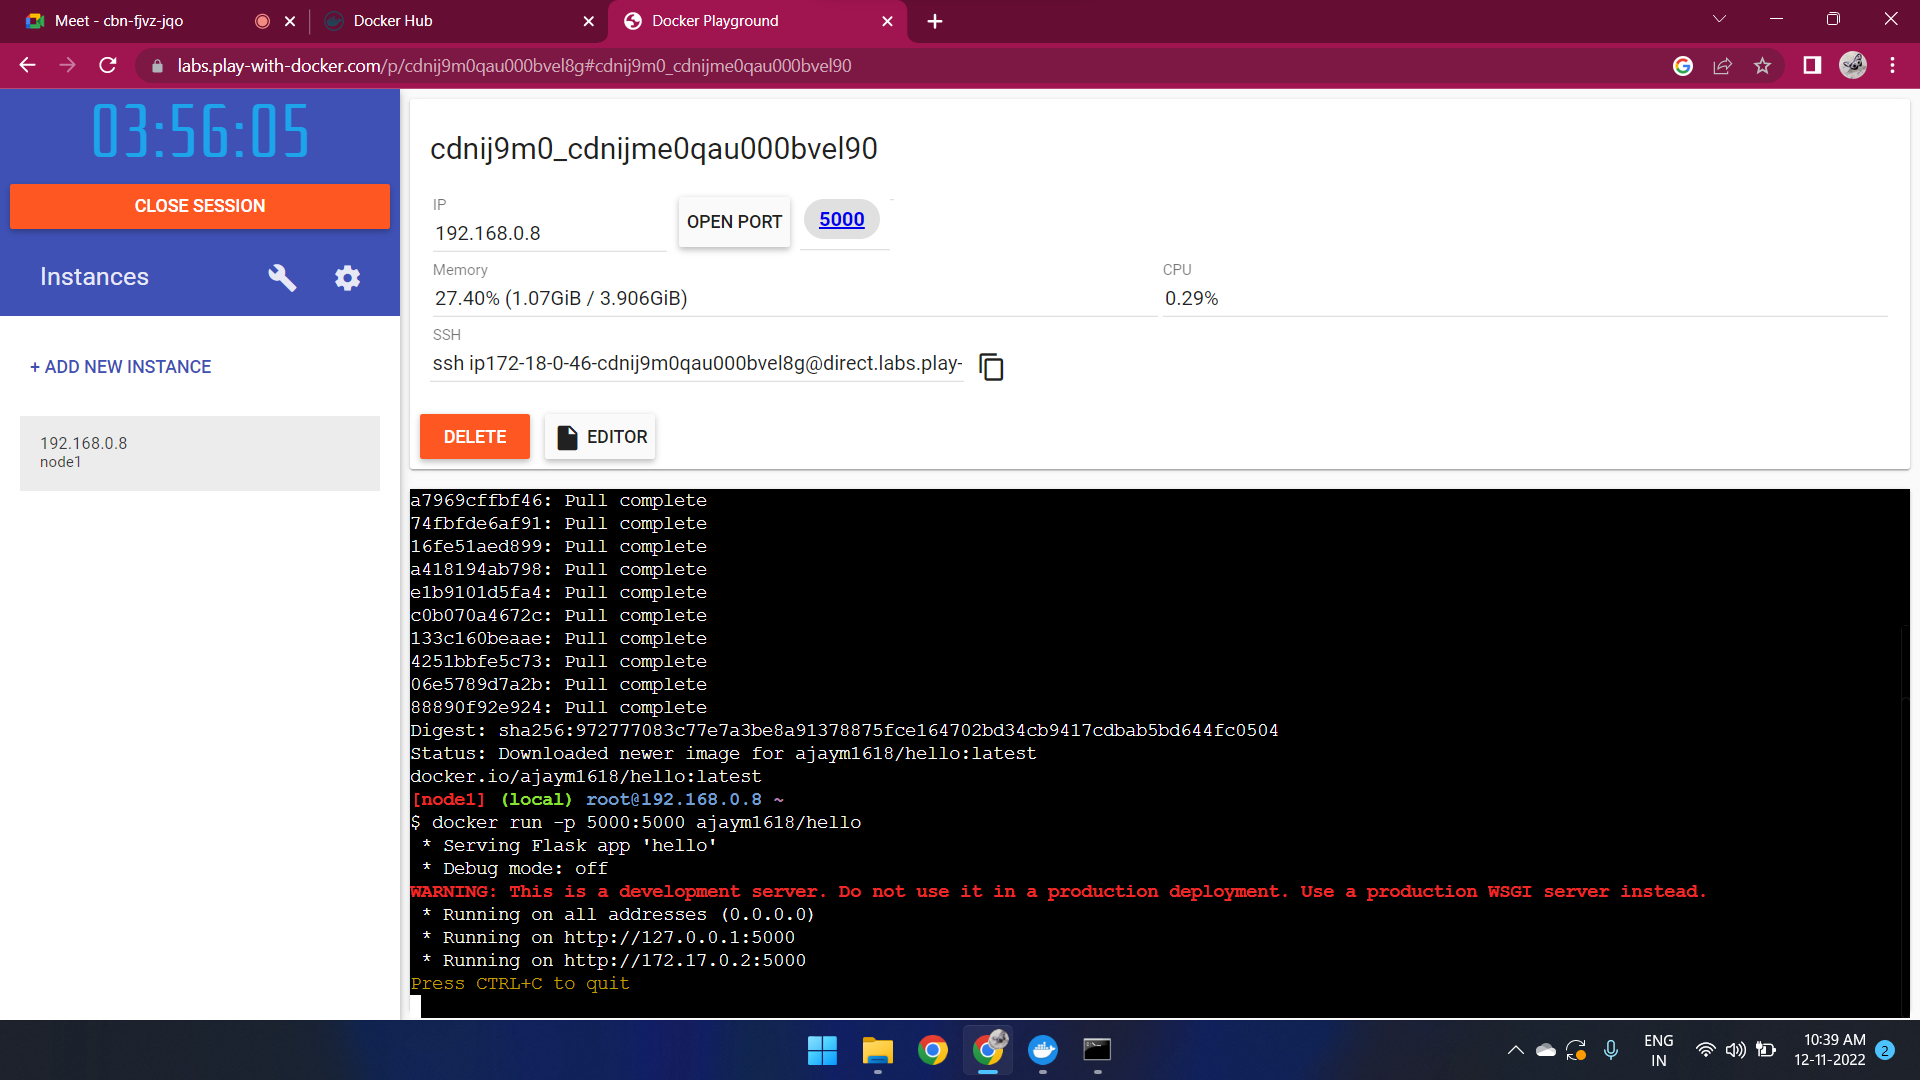 Meet - cbn-fjvz-jqo
Docker Hub
Docker Playground
labs.play-with-docker.com/p/cdnij9m0qau000bvel8g#cdnij9m0_cdnijme0qau000bvel90
03:56:05
CLOSE SESSION
Instances
+ ADD NEW INSTANCE
192.168.0.8
node1
cdnij9m0_cdnijme0qau000bvel90
IP
192.168.0.8
OPEN PORT
5000
Memory
27.40% (1.07GiB / 3.906GiB)
CPU
0.29%
SSH
ssh ip172-18-0-46-cdnij9m0qau000bvel8g@direct.labs.play-
DELETE
EDITOR
a7969cffbf46: Pull complete
74fbfde6af91: Pull complete
16fe51aed899: Pull complete
a418194ab798: Pull complete
e1b9101d5fa4: Pull complete
c0b070a4672c: Pull complete
133c160beaae: Pull complete
4251bbfe5c73: Pull complete
06e5789d7a2b: Pull complete
88890f92e924: Pull complete
Digest: sha256:972777083c77e7a3be8a91378875fce164702bd34cb9417cdbab5bd644fc0504
Status: Downloaded newer image for ajaym1618/hello:latest
docker.io/ajaym1618/hello:latest
[node1] (local) root@192.168.0.8 ~
$ docker run -p 5000:5000 ajaym1618/hello
* Serving Flask app 'hello'
* Debug mode: off
WARNING: This is a development server. Do not use it in a production deployment. Use a production WSGI server instead.
* Running on all addresses (0.0.0.0)
* Running on http://127.0.0.1:5000
* Running on http://172.17.0.2:5000
Press CTRL+C to quit
ENG
IN
10:39 AM
12-11-2022
2